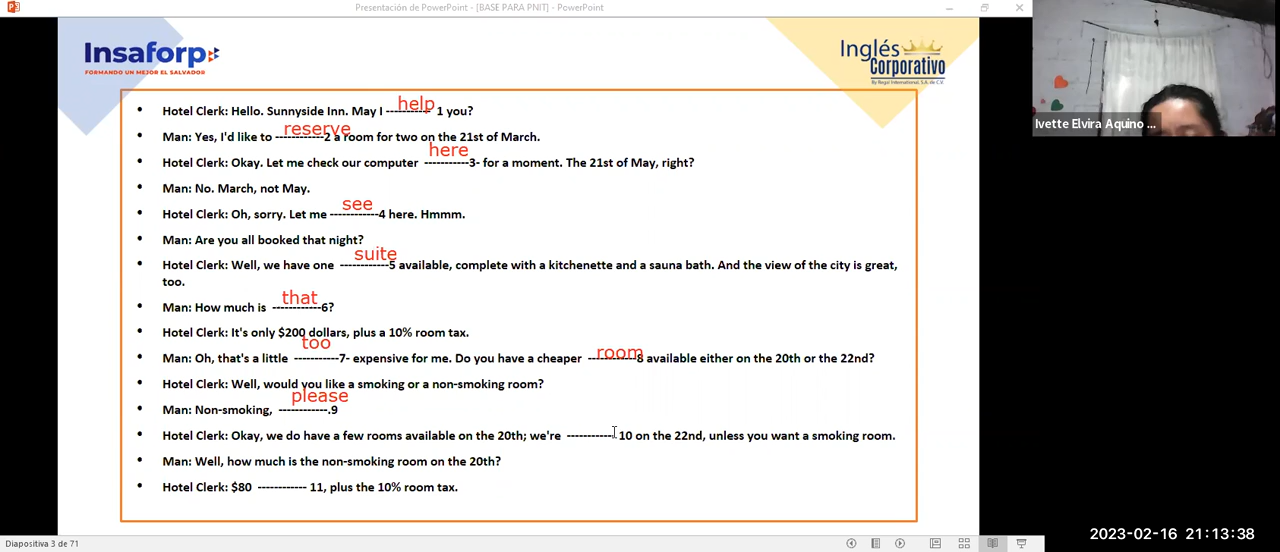 Presentación de PowerPoint - [BASE PARA PNIT] - PowerPoint
Insaforp
FORMANDO UN MEJOR EL SALVADOR
Inglés
Corporativo
By Regal International, S.A. de C.V.
Ivette Elvira Aquino ...
• Hotel Clerk: Hello. Sunnyside Inn. May I ---help--- 1 you?
• Man: Yes, I'd like to ---reserve---2 a room for two on the 21st of March.
• Hotel Clerk: Okay. Let me check our computer ---here---3- for a moment. The 21st of May, right?
• Man: No. March, not May.
• Hotel Clerk: Oh, sorry. Let me ---see---4 here. Hmmm.
• Man: Are you all booked that night?
• Hotel Clerk: Well, we have one ---suite---5 available, complete with a kitchenette and a sauna bath. And the view of the city is great,
too.
• Man: How much is ---that---6?
• Hotel Clerk: It's only $200 dollars, plus a 10% room tax.
• Man: Oh, that's a little ---too---7- expensive for me. Do you have a cheaper ---room---8 available either on the 20th or the 22nd?
• Hotel Clerk: Well, would you like a smoking or a non-smoking room?
• Man: Non-smoking, ---please---.9
• Hotel Clerk: Okay, we do have a few rooms available on the 20th; we're ------------ 10 on the 22nd, unless you want a smoking room.
• Man: Well, how much is the non-smoking room on the 20th?
• Hotel Clerk: $80 ------------ 11, plus the 10% room tax.
Diapositiva 3 de 71
2023-02-16 21:13:38